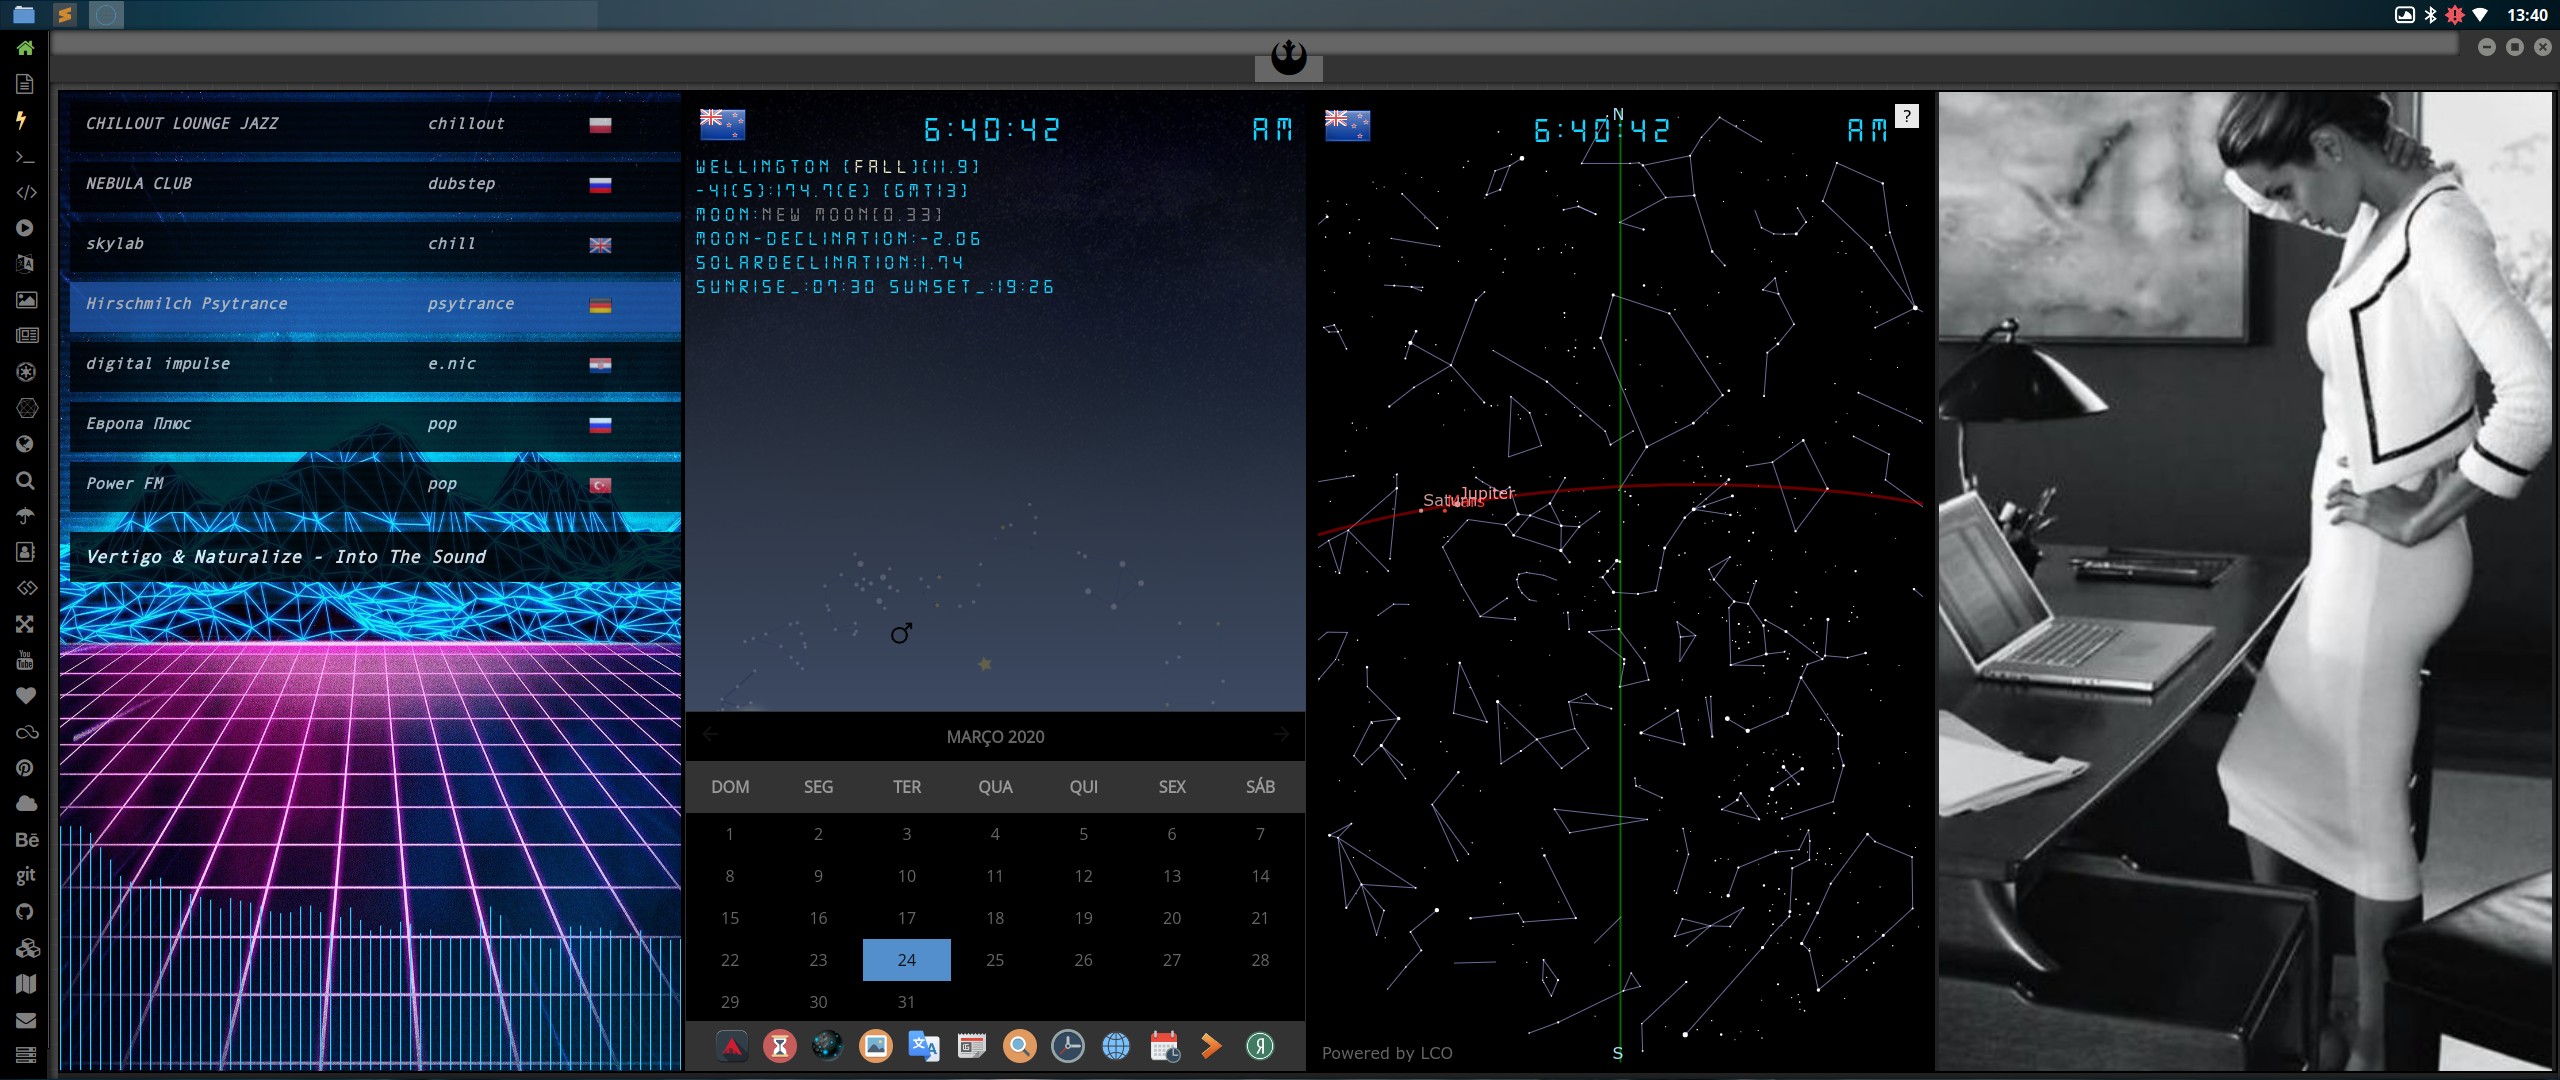 13:40
You
Tube
Bē
git
CHILLOUT LOUNGE JAZZ chillout
NEBULA CLUB dubstep
skylab chill
Hirschmilch Psytrance psytrance
digital impulse e.nic
Европа Плюс pop
Power FM pop
Vertigo & Naturalize - Into The Sound
6:40:42 AM
WELLINGTON (FALL)(11.9)
-41(S):174.7(E) (GMT13)
MOON:NEW MOON(0.33)
MOON-DECLINATION:-2.06
SOLARDECLINATION:1.74
SUNRISE_:07:30 SUNSET_:19:26
MARÇO 2020
DOM SEG TER QUA QUI SEX SÁB
1 2 3 4 5 6 7
8 9 10 11 12 13 14
15 16 17 18 19 20 21
22 23 24 25 26 27 28
29 30 31
N
6:40:42 AM
?
Saturn
Mars
Jupiter
S
Powered by LCO